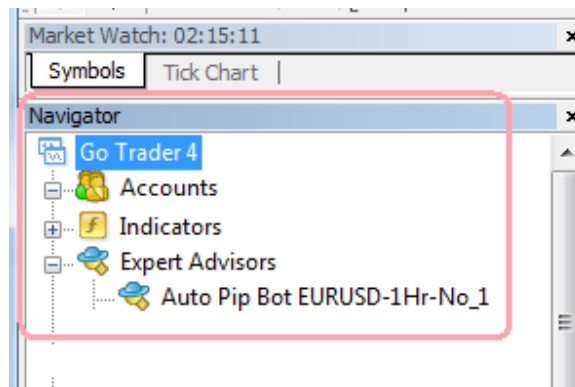 Market Watch: 02:15:11
Symbols Tick Chart
Navigator
Go Trader 4
Accounts
Indicators
Expert Advisors
Auto Pip Bot EURUSD-1Hr-No_1